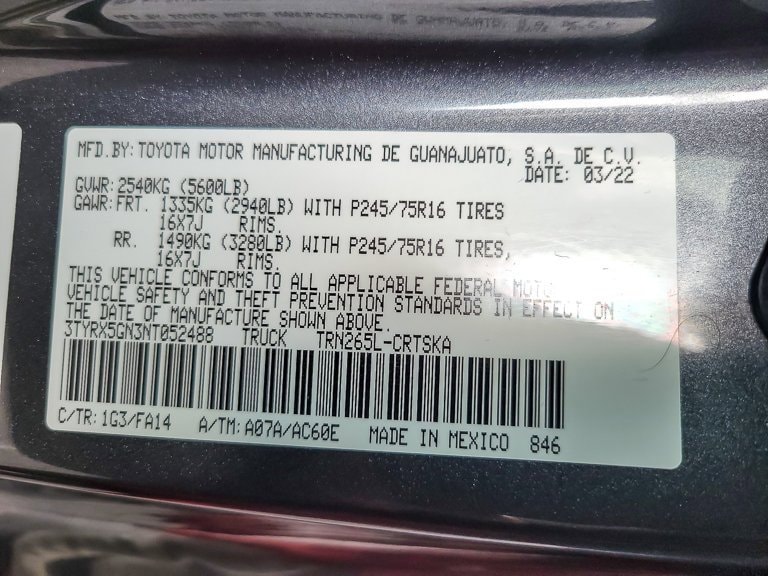 MFD.BY:TOYOTA MOTOR MANUFACTURING DE GUANAJUATO, S.A. DE C.V.
DATE: 03/22
GVWR:2540KG (5600LB)
GAWR:FRT. 1335KG (2940LB) WITH P245/75R16 TIRES
16X7J RIMS.
RR. 1490KG (3280LB) WITH P245/75R16 TIRES,
16X7J RIMS.
THIS VEHICLE CONFORMS TO ALL APPLICABLE FEDERAL MOTOR
VEHICLE SAFETY AND THEFT PREVENTION STANDARDS IN EFFECT ON
THE DATE OF MANUFACTURE SHOWN ABOVE.
3TYRX5GN3NT052488 TRUCK TRN265L-CRTSKA
C/TR:1G3/FA14 A/TM:A07A/AC60E MADE IN MEXICO 846